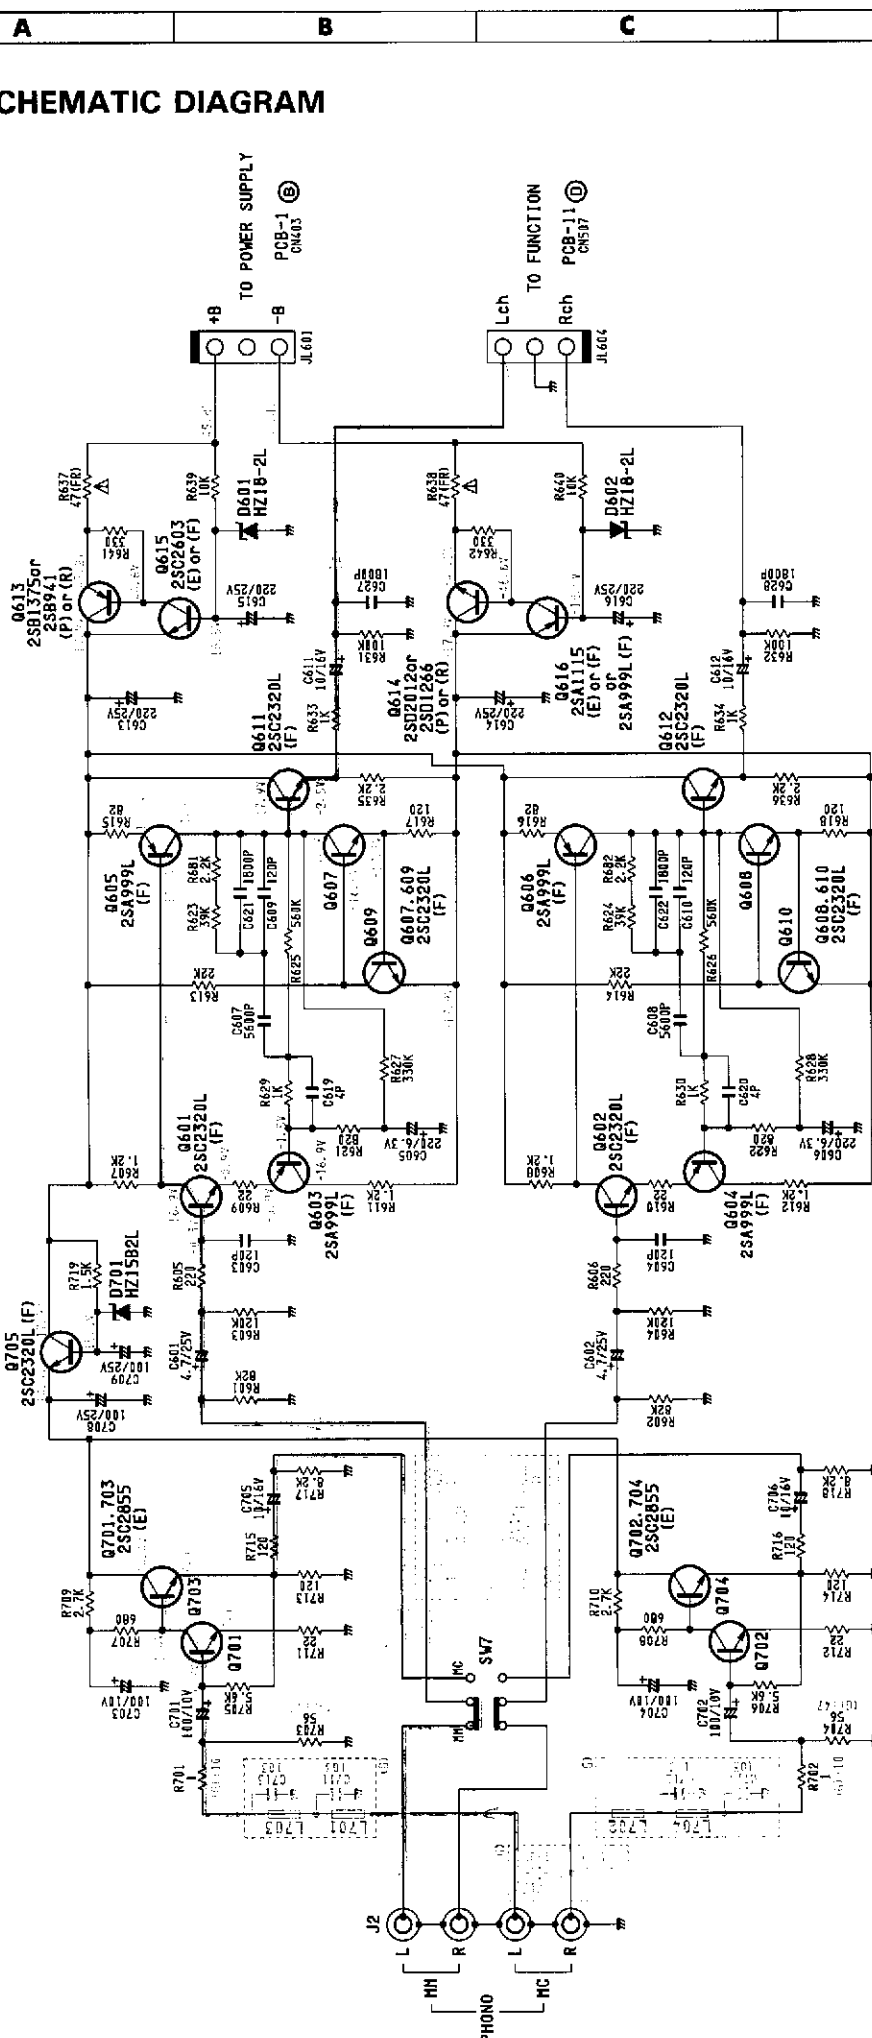 A B C
CHEMATIC DIAGRAM
TO POWER SUPPLY
PCB-1 Ⓑ
CN403
+B
-B
JL601
TO FUNCTION
PCB-11 Ⓓ
CN507
Lch
Rch
JL604
R637
47(FR)
R639
10K
D601
HZ18-2L
R641
330
Q615
2SC2603
(E)or(F)
Q613
2SB1375or
2SB941
(P)or(R)
C615
220/25V
C613
220/25V
C627
1800P
R631
100K
C611
10/16V
R633
1K
Q611
2SC2320L
(F)
R638
47(FR)
R640
10K
D602
HZ18-2L
R642
330
Q614
2SD2012or
2SD1266
(P)or(R)
C616
220/25V
C614
220/25V
Q616
2SA1115
(E)or(F)
or
2SA999L(F)
C628
1800P
R632
100K
C612
10/16V
R634
1K
Q612
2SC2320L
(F)
R615
82
Q605
2SA999L
(F)
R681
2.2K
R623
39K
C621
1800P
C609
120P
R625
560K
R635
2.2K
-2.5V
R617
120
Q607
Q609
Q607.609
2SC2320L
(F)
R613
22K
C607
5600P
R629
1K
C619
4P
R627
330K
R621
820
C605
220/6.3V
R616
82
Q606
2SA999L
(F)
R682
2.2K
R624
39K
C622
1800P
C610
120P
R626
560K
R636
2.2K
R618
120
Q608
Q610
Q608.610
2SC2320L
(F)
R614
22K
C608
5600P
R630
1K
C620
4P
R628
330K
R622
820
C606
220/6.3V
R607
1.2K
Q601
2SC2320L
(F)
R609
22
-16.9V
Q603
2SA999L
(F)
R611
1.2K
R605
220
C603
120P
R603
120K
C601
4.7/25V
R601
82K
R608
1.2K
Q602
2SC2320L
(F)
R610
22
Q604
2SA999L
(F)
R612
1.2K
R606
220
C604
120P
R604
120K
C602
4.7/25V
R602
82K
Q705
2SC2320L(F)
R719
1.5K
D701
HZ15B2L
C709
100/25V
C708
100/25V
Q701.703
2SC2855
(E)
R709
2.7K
R707
680
Q703
Q701
C705
10/16V
R715
120
R717
8.2K
R713
120
R711
22
C703
100/10V
C701
100/10V
R705
5.6K
R703
56
R701
1
L703
L701
Q702.704
2SC2855
(E)
R710
2.7K
R708
680
Q704
Q702
C706
10/16V
R716
120
R718
8.2K
R714
120
R712
22
C704
100/10V
C702
100/10V
R706
5.6K
R704
56
R702
1
L702
L704
SW7
MC
MM
J2
L
R
L
R
MM
MC
PHONO